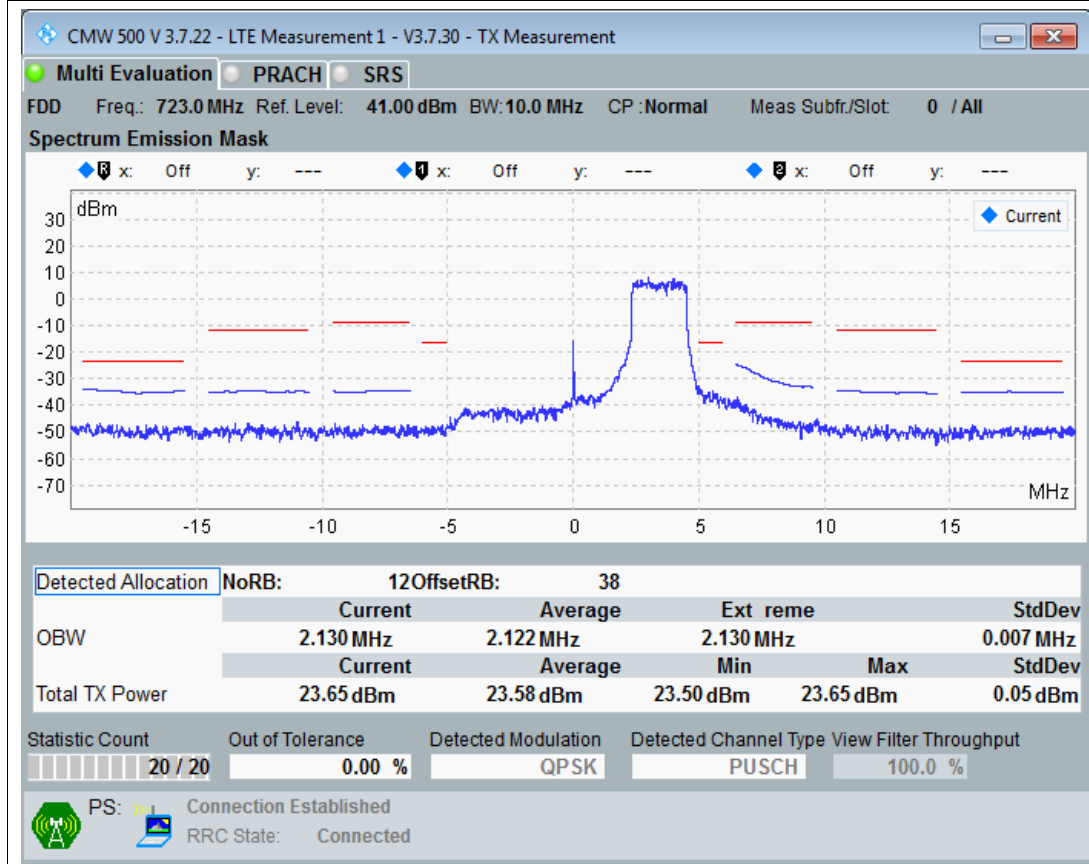 CMW 500 V 3.7.22 - LTE Measurement 1 - V3.7.30 - TX Measurement
Multi Evaluation PRACH SRS
FDD Freq.: 723.0 MHz Ref. Level: 41.00 dBm BW: 10.0 MHz CP : Normal Meas Subfr./Slot: 0 / All
Spectrum Emission Mask
R x: Off y: --- 1 x: Off y: --- 2 x: Off y: ---
dBm
Current
30
20
10
0
-10
-20
-30
-40
-50
-60
-70
MHz
-15 -10 -5 0 5 10 15
Detected Allocation NoRB: 12 OffsetRB: 38
Current Average Ext reme StdDev
OBW 2.130 MHz 2.122 MHz 2.130 MHz 0.007 MHz
Current Average Min Max StdDev
Total TX Power 23.65 dBm 23.58 dBm 23.50 dBm 23.65 dBm 0.05 dBm
Statistic Count Out of Tolerance Detected Modulation Detected Channel Type View Filter Throughput
20 / 20 0.00 % QPSK PUSCH 100.0 %
PS: Connection Established
RRC State: Connected